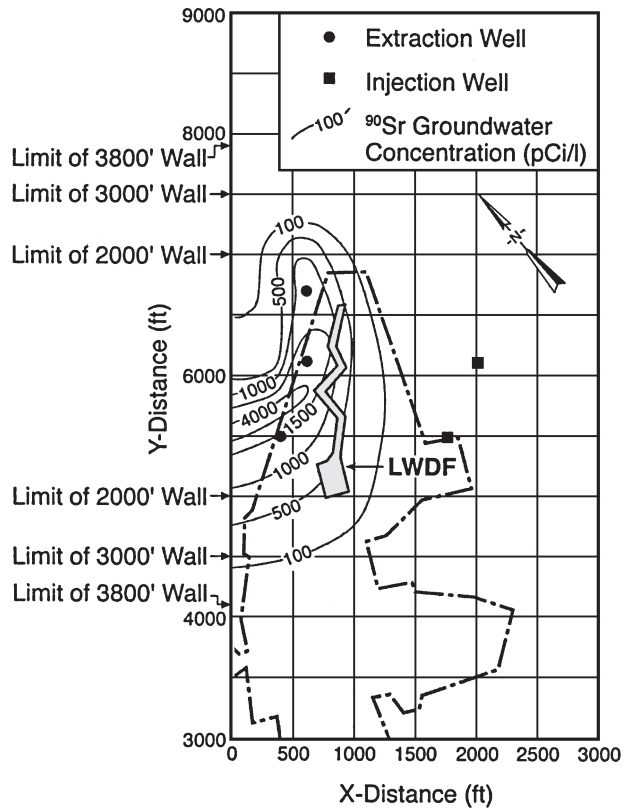 9000
Extraction Well
Injection Well
100
⁹⁰Sr Groundwater
Concentration (pCi/l)
8000
Limit of 3800' Wall
Limit of 3000' Wall
N
100
Limit of 2000' Wall
500
Y-Distance (ft)
6000
1000
4000
1500
LWDF
1000
Limit of 2000' Wall
500
Limit of 3000' Wall
100
Limit of 3800' Wall
4000
3000
0 500 1000 1500 2000 2500 3000
X-Distance (ft)